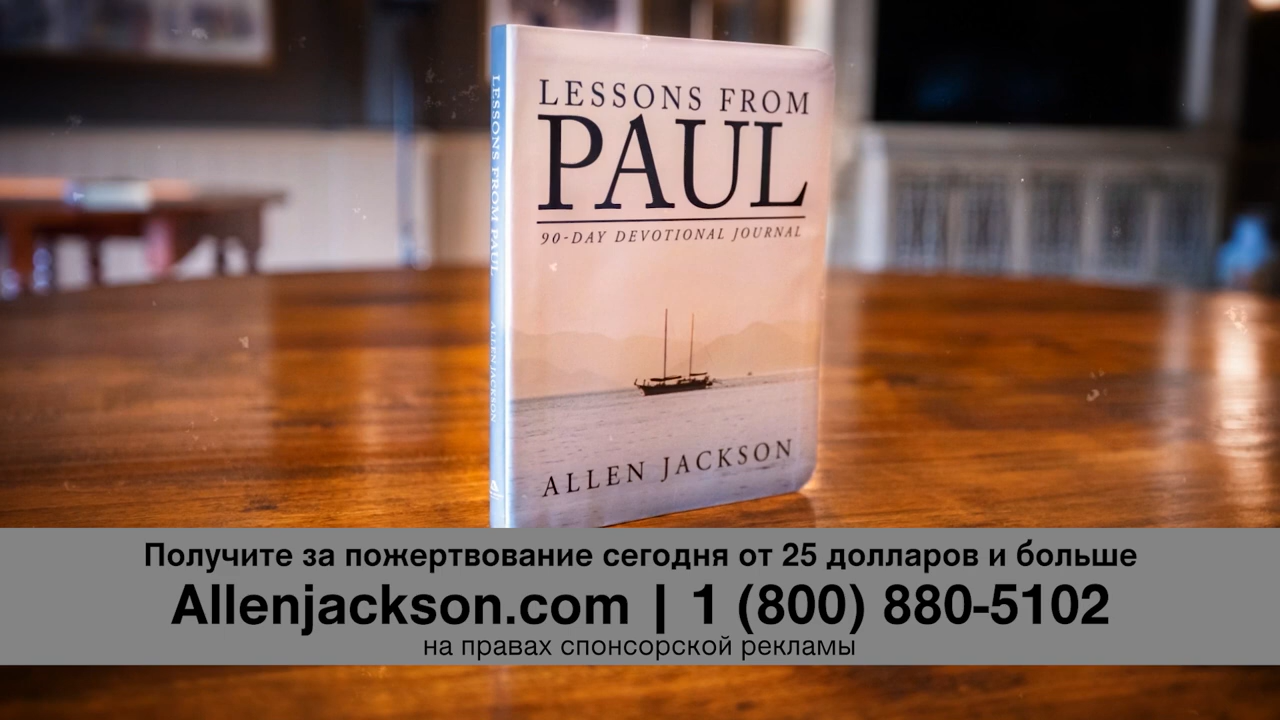 LESSONS FROM
PAUL
90-DAY DEVOTIONAL JOURNAL
ALLEN JACKSON
LESSONS FROM PAUL ALLEN JACKSON
Получите за пожертвование сегодня от 25 долларов и больше
Allenjackson.com | 1 (800) 880-5102
на правах спонсорской рекламы